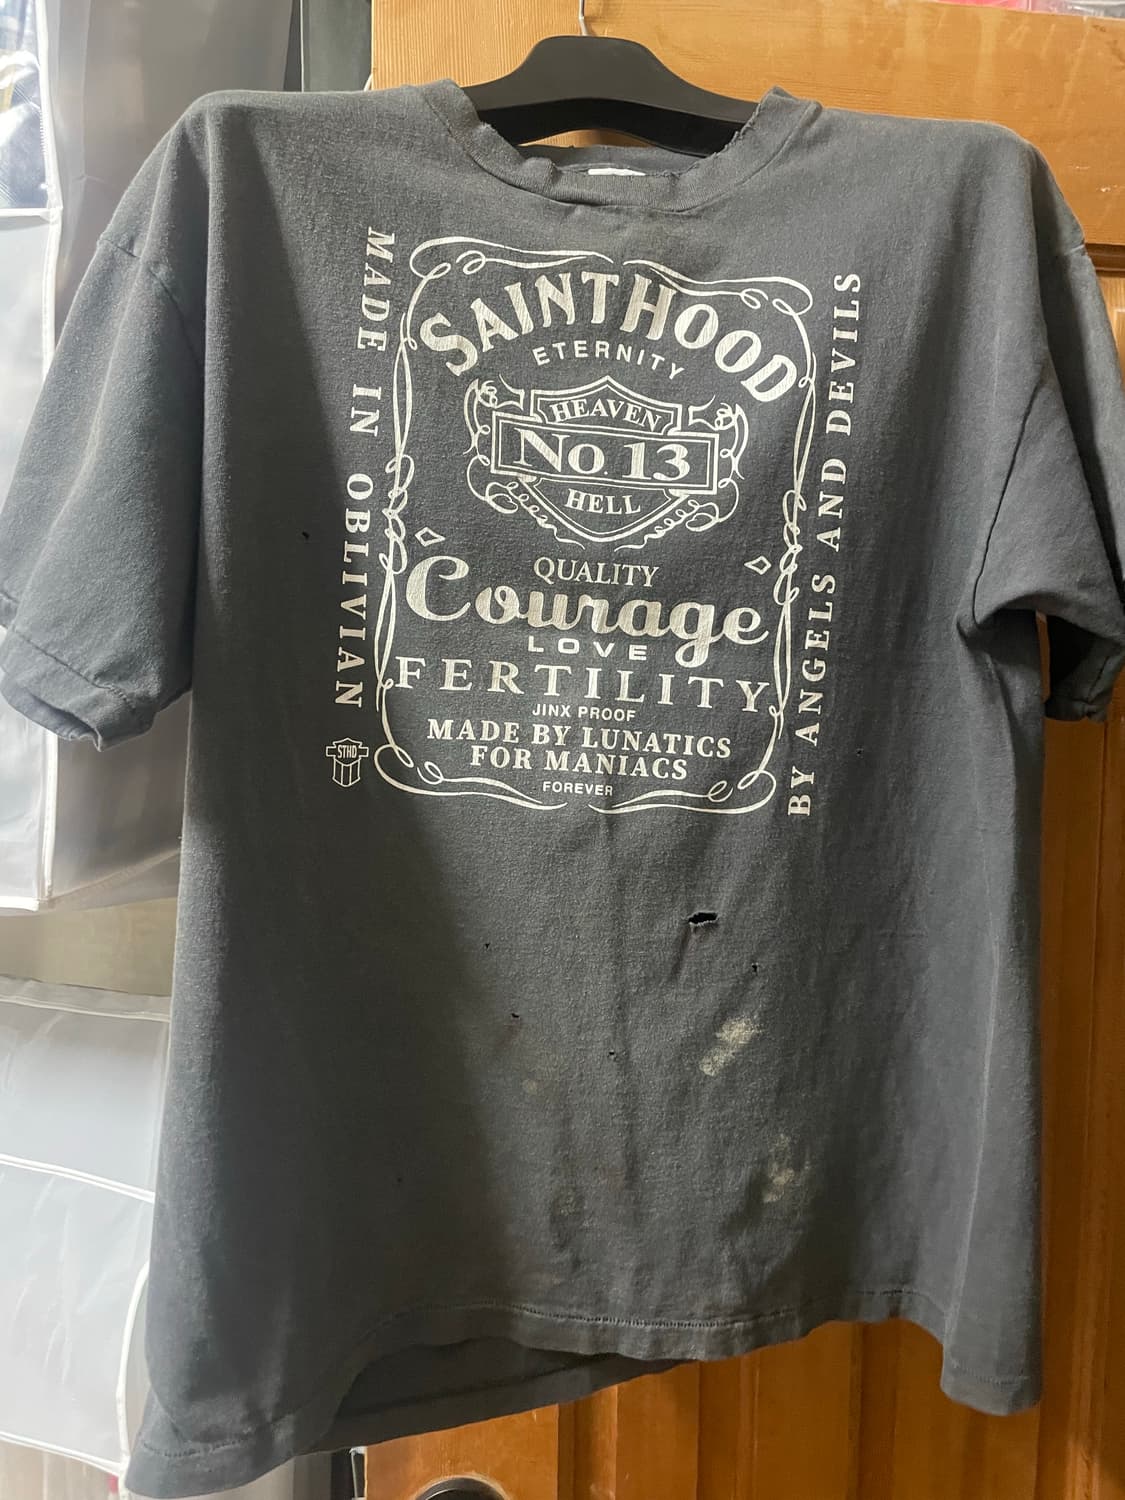 SAINTHOOD
ETERNITY
HEAVEN
No. 13
HELL
QUALITY
Courage
LOVE
FERTILITY
JINX PROOF
MADE BY LUNATICS
FOR MANIACS
FOREVER
MADE IN OBLIVIAN
BY ANGELS AND DEVILS
STHD